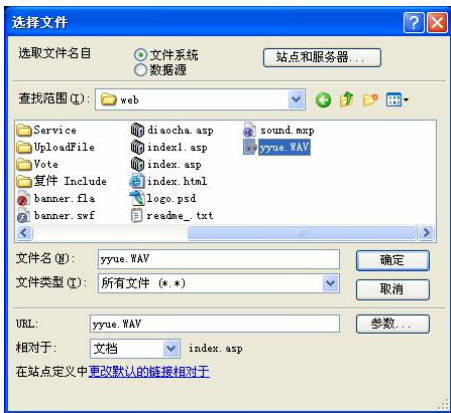 选择文件
选取文件名自
文件系统
数据源
站点和服务器...
查找范围(I):
web
Service
UploadFile
Vote
复件 Include
banner.fla
banner.swf
diaocha.asp
index1.asp
index.asp
index.html
logo.psd
readme_.txt
sound.mxp
yyue.WAV
文件名(N):
yyue.WAV
确定
文件类型(T):
所有文件 (*.*)
取消
URL:
yyue.WAV
参数...
相对于:
文档
index.asp
在站点定义中更改默认的链接相对于